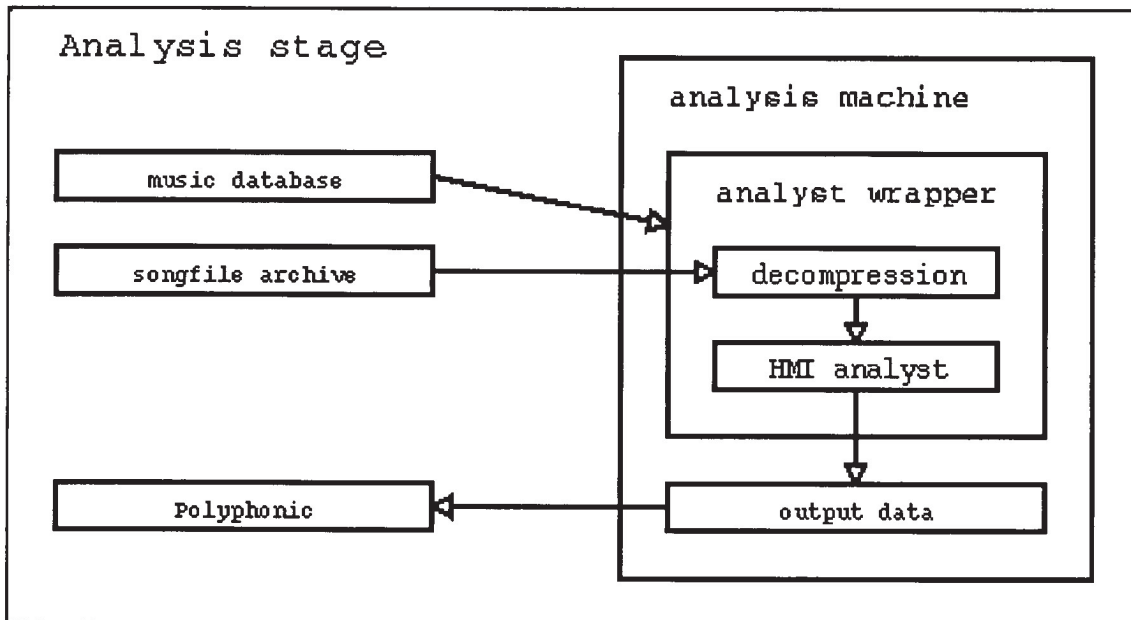 Analysis stage
analysis machine
music database
analyst wrapper
songfile archive
decompression
HMI analyst
Polyphonic
output data